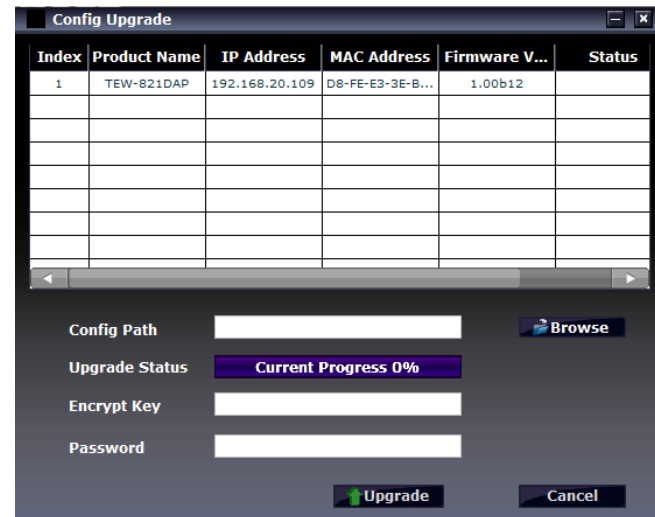 Config Upgrade
Index Product Name IP Address MAC Address Firmware V... Status
1 TEW-821DAP 192.168.20.109 D8-FE-E3-3E-B... 1.00b12
Config Path Browse
Upgrade Status Current Progress 0%
Encrypt Key
Password
Upgrade Cancel